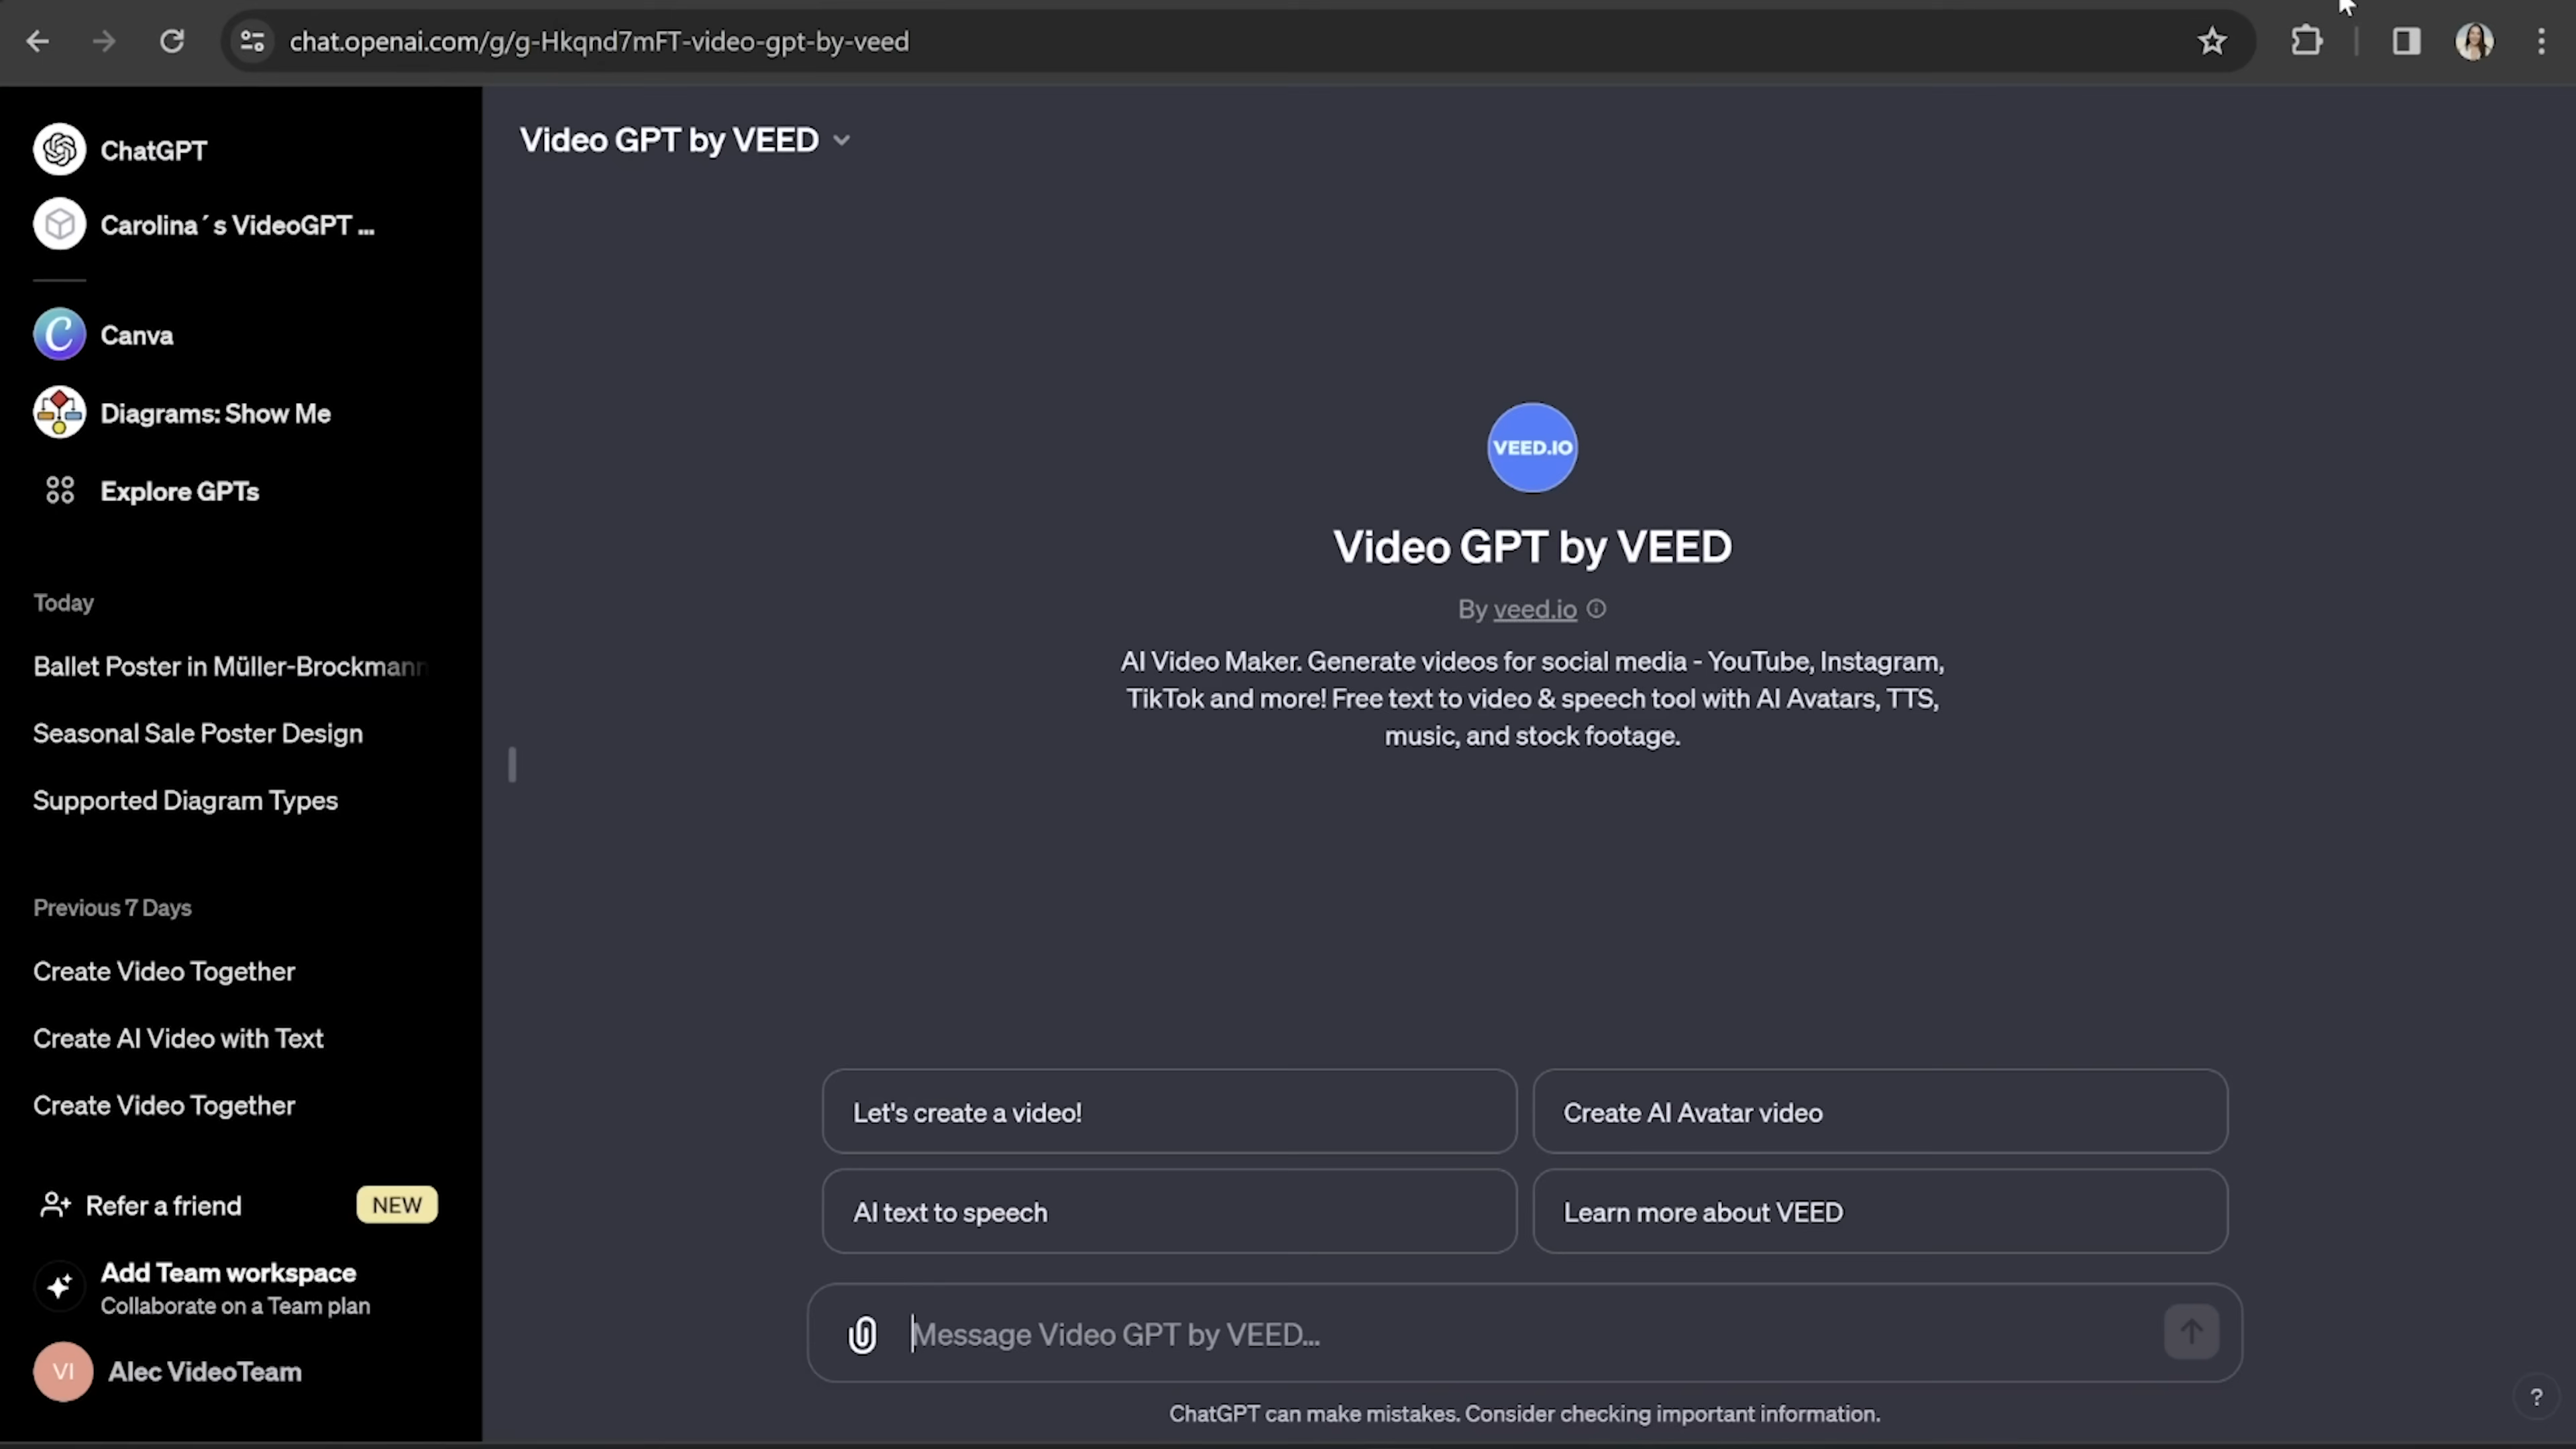 chat.openai.com/g/g-Hkqnd7mFT-video-gpt-by-veed
ChatGPT
Carolina´s VideoGPT ...
Canva
Diagrams: Show Me
Explore GPTs
Today
Ballet Poster in Müller-Brockmann
Seasonal Sale Poster Design
Supported Diagram Types
Previous 7 Days
Create Video Together
Create AI Video with Text
Create Video Together
Refer a friend
NEW
Add Team workspace
Collaborate on a Team plan
VI
Alec VideoTeam
Video GPT by VEED
VEED.IO
Video GPT by VEED
By veed.io
AI Video Maker. Generate videos for social media - YouTube, Instagram,
TikTok and more! Free text to video & speech tool with AI Avatars, TTS,
music, and stock footage.
Let's create a video!
Create AI Avatar video
AI text to speech
Learn more about VEED
Message Video GPT by VEED...
ChatGPT can make mistakes. Consider checking important information.
?